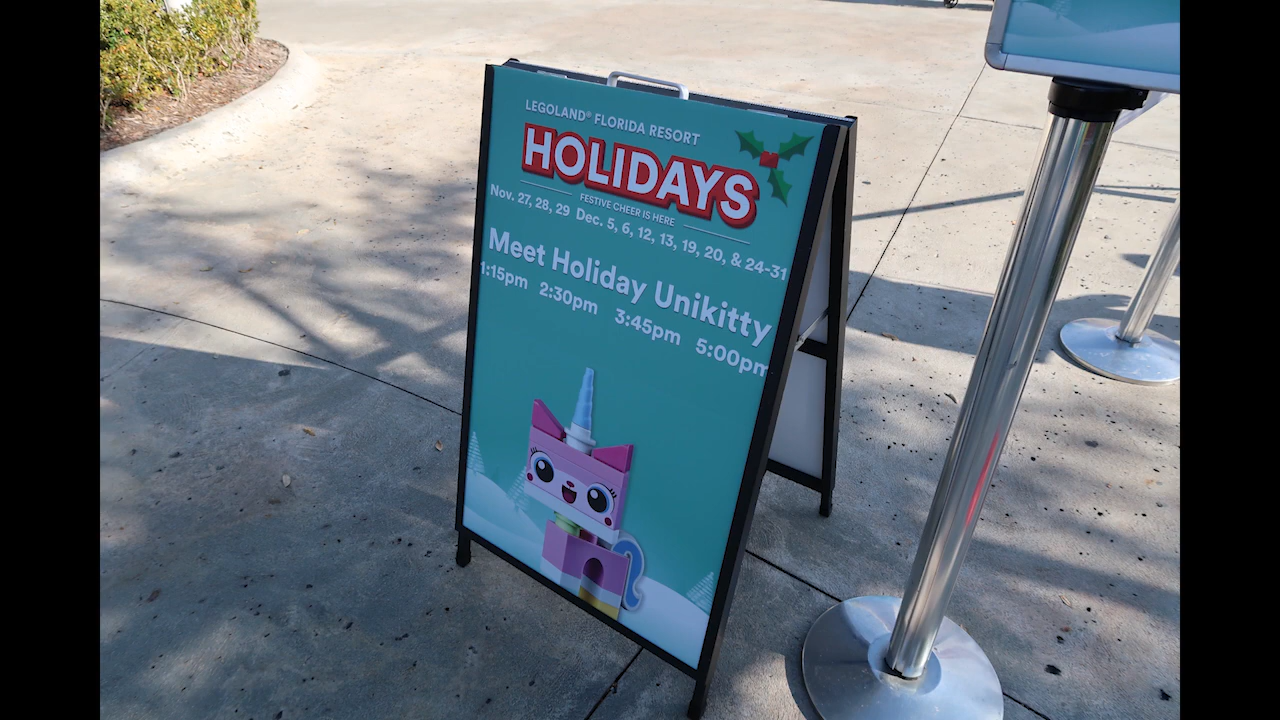 LEGOLAND® FLORIDA RESORT
HOLIDAYS
FESTIVE CHEER IS HERE
Nov. 27, 28, 29 Dec. 5, 6, 12, 13, 19, 20, & 24-31
Meet Holiday Unikitty
1:15pm 2:30pm 3:45pm 5:00pm